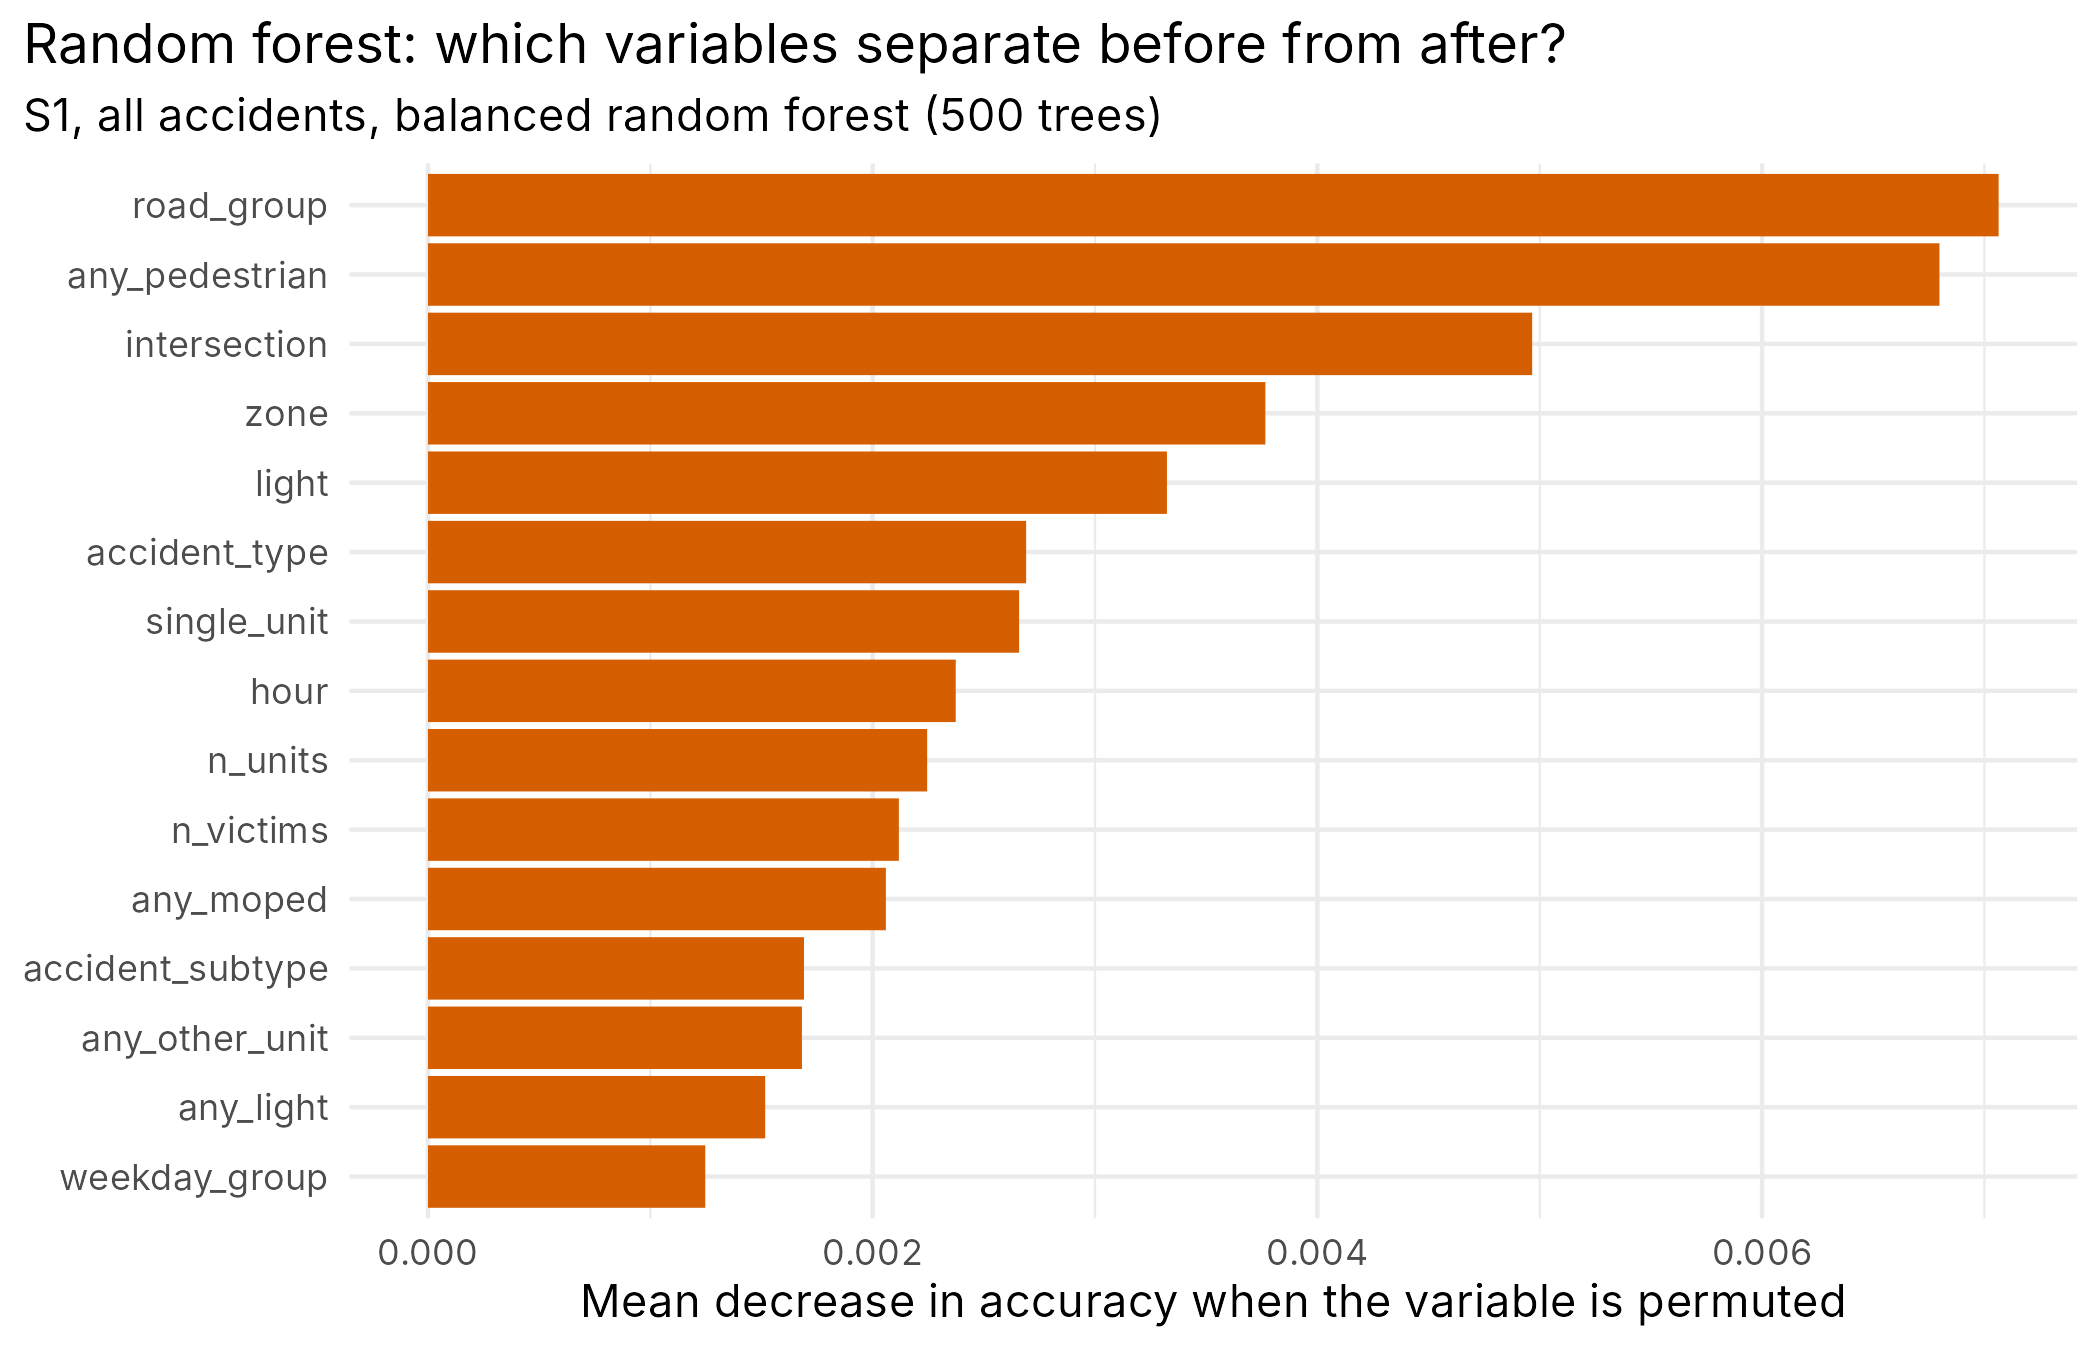 Random forest: which variables separate before from after?
S1, all accidents, balanced random forest (500 trees)
road_group
any_pedestrian
intersection
zone
light
accident_type
single_unit
hour
n_units
n_victims
any_moped
accident_subtype
any_other_unit
any_light
weekday_group
0.000 0.002 0.004 0.006
Mean decrease in accuracy when the variable is permuted